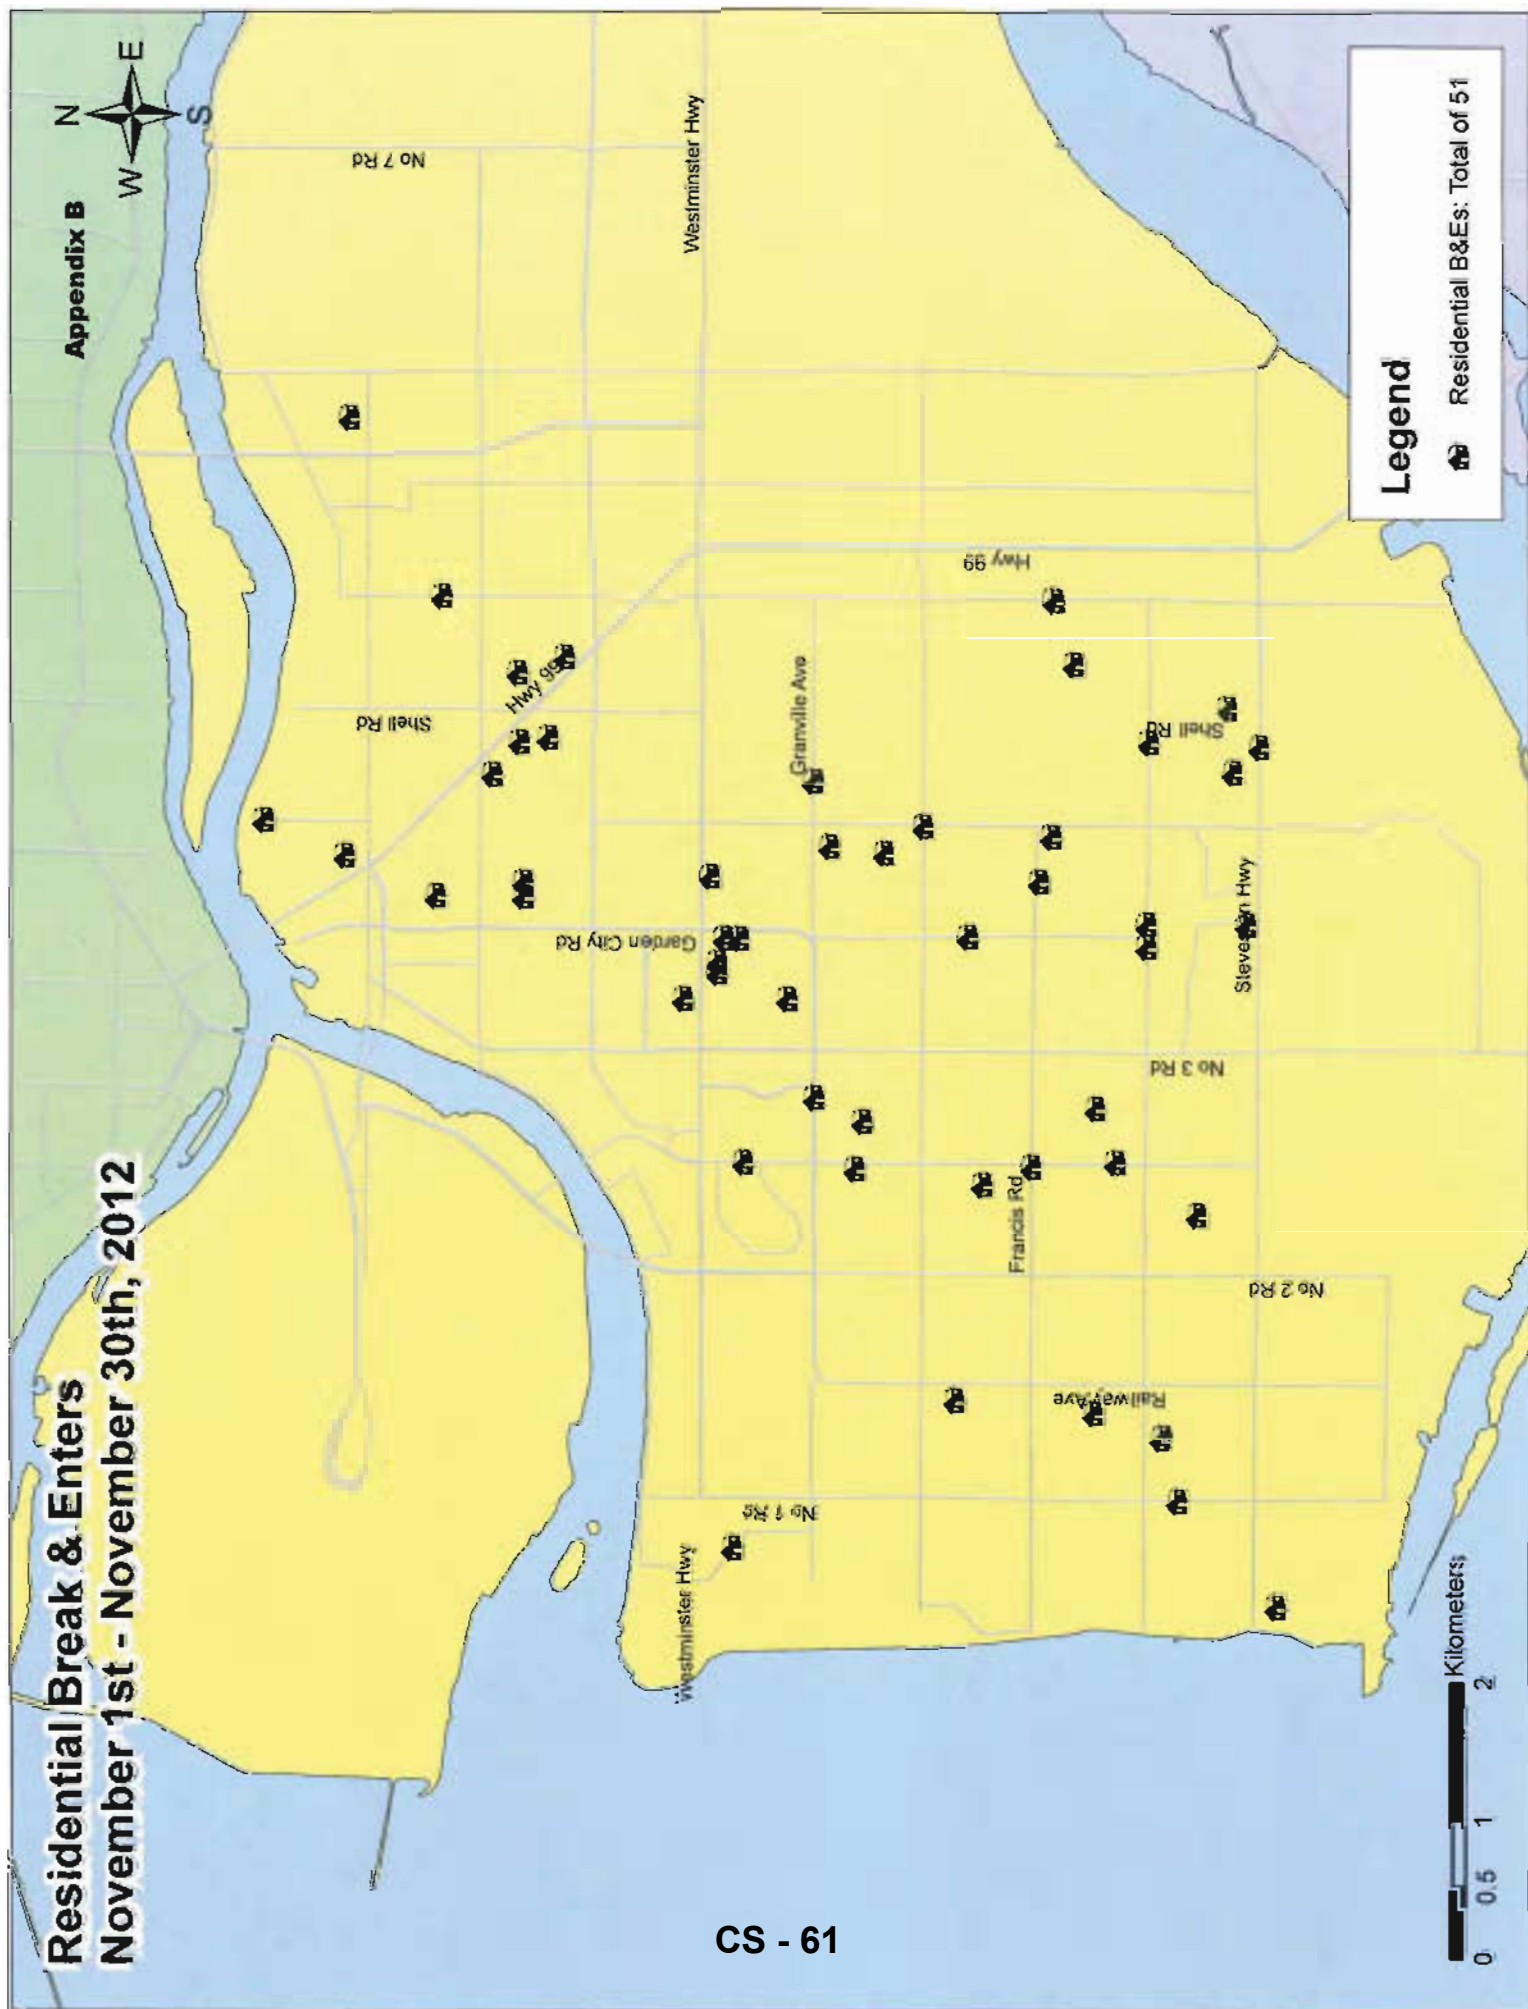 Residential Break & Enters
November 1st - November 30th, 2012
Appendix B
N
W
E
S
No 7 Rd
Westminster Hwy
Shell Rd
Hwy 99
Hwy 99
Granville Ave
Garden City Rd
Shell Rd
Steveston Hwy
No 3 Rd
Francis Rd
No 2 Rd
Railway Ave
No 1 Rd
Westminster Hwy
Legend
Residential B&Es: Total of 51
Kilometers
0 0.5 1 2
CS - 61